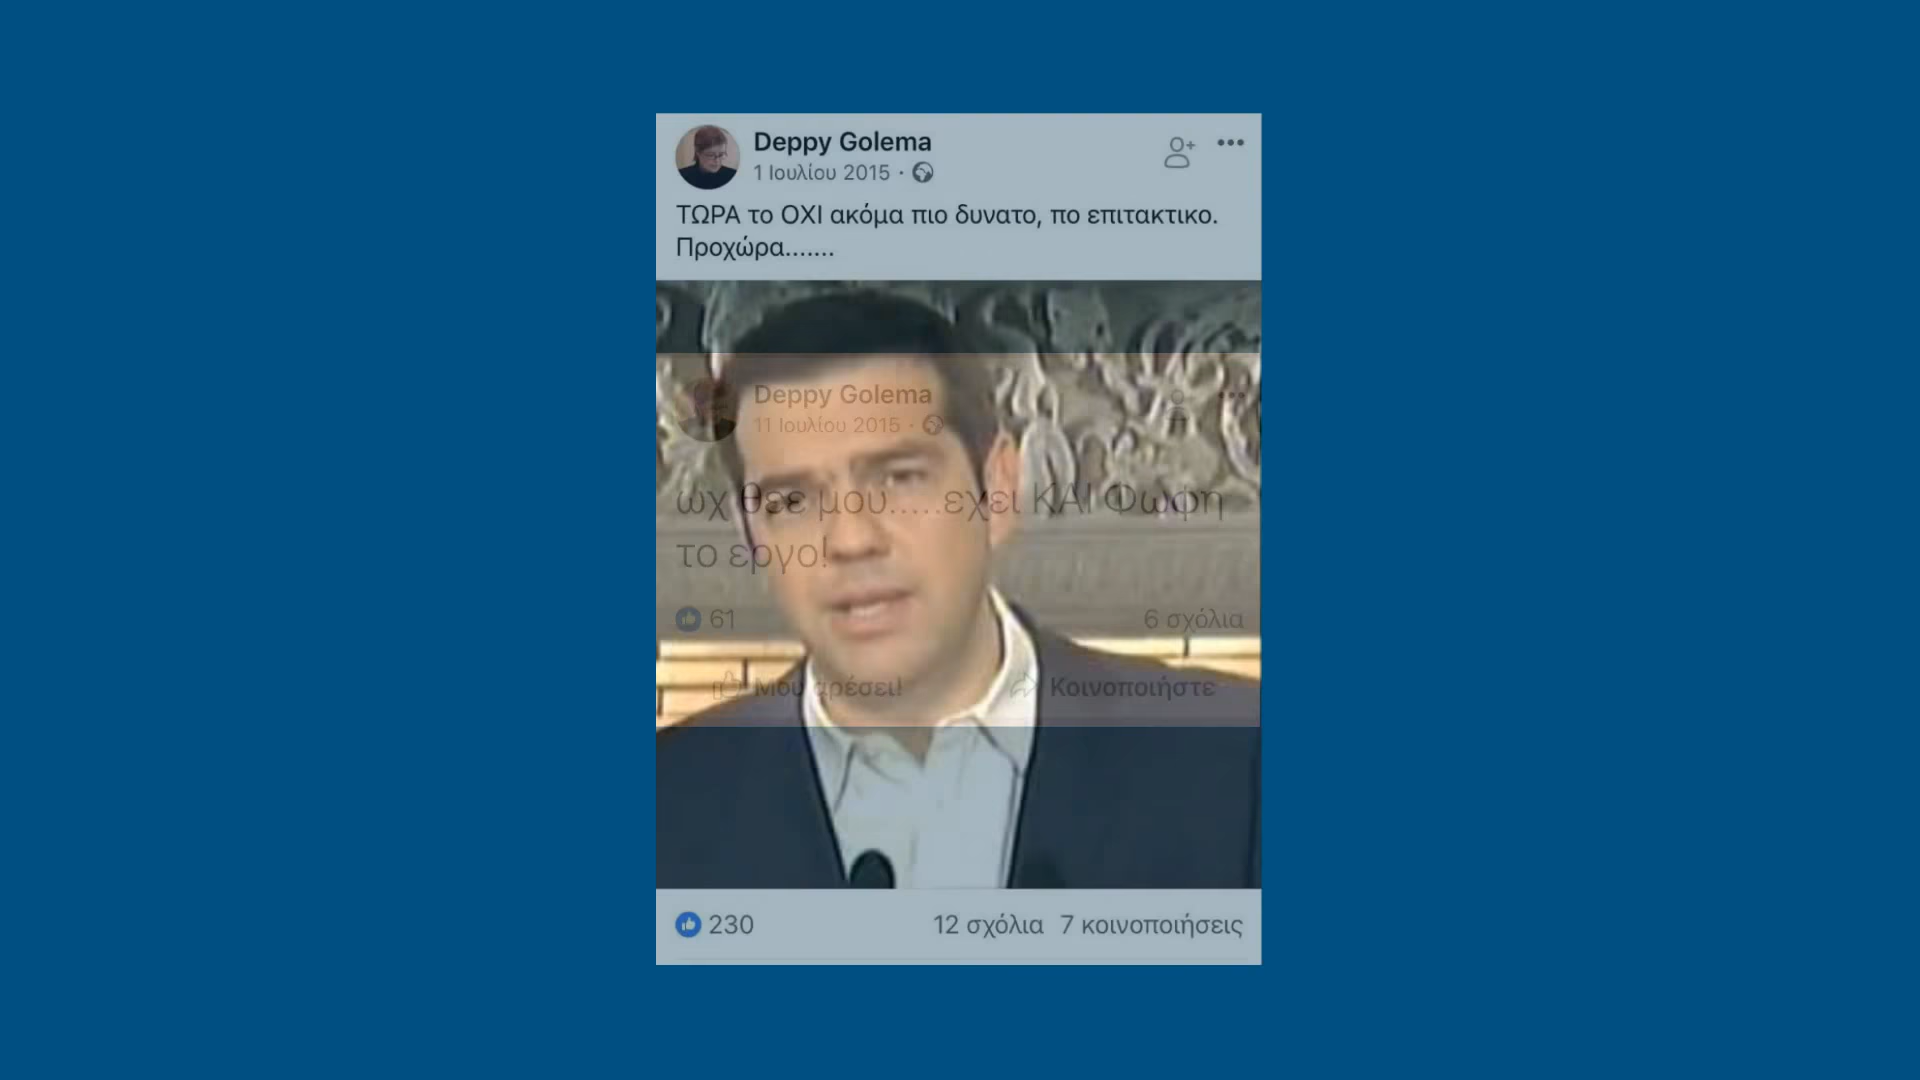 Deppy Golema
1 Ιουλίου 2015 ·
ΤΩΡΑ το ΟΧΙ ακόμα πιο δυνατο, πο επιτακτικο.
Προχώρα.......
Deppy Golema
11 Ιουλίου 2015 ·
ωχ θεε μου.....εχει ΚΑΙ Φωφη
το εργο!
61 6 σχόλια
Μου αρέσει! Κοινοποιήστε
230 12 σχόλια 7 κοινοποιήσεις